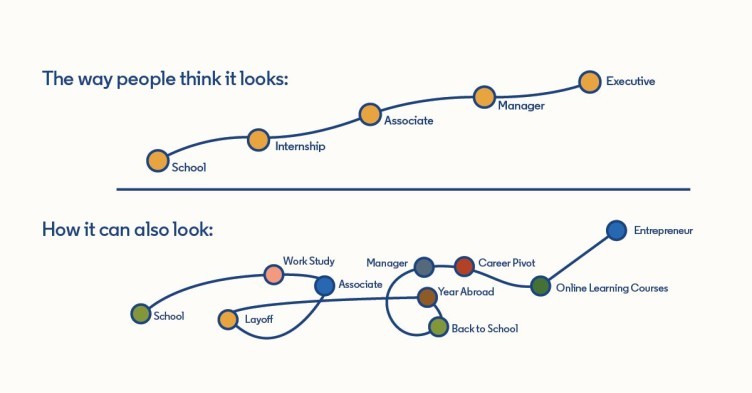 The way people think it looks:
School
Internship
Associate
Manager
Executive
How it can also look:
School
Work Study
Associate
Layoff
Year Abroad
Back to School
Manager
Career Pivot
Online Learning Courses
Entrepreneur